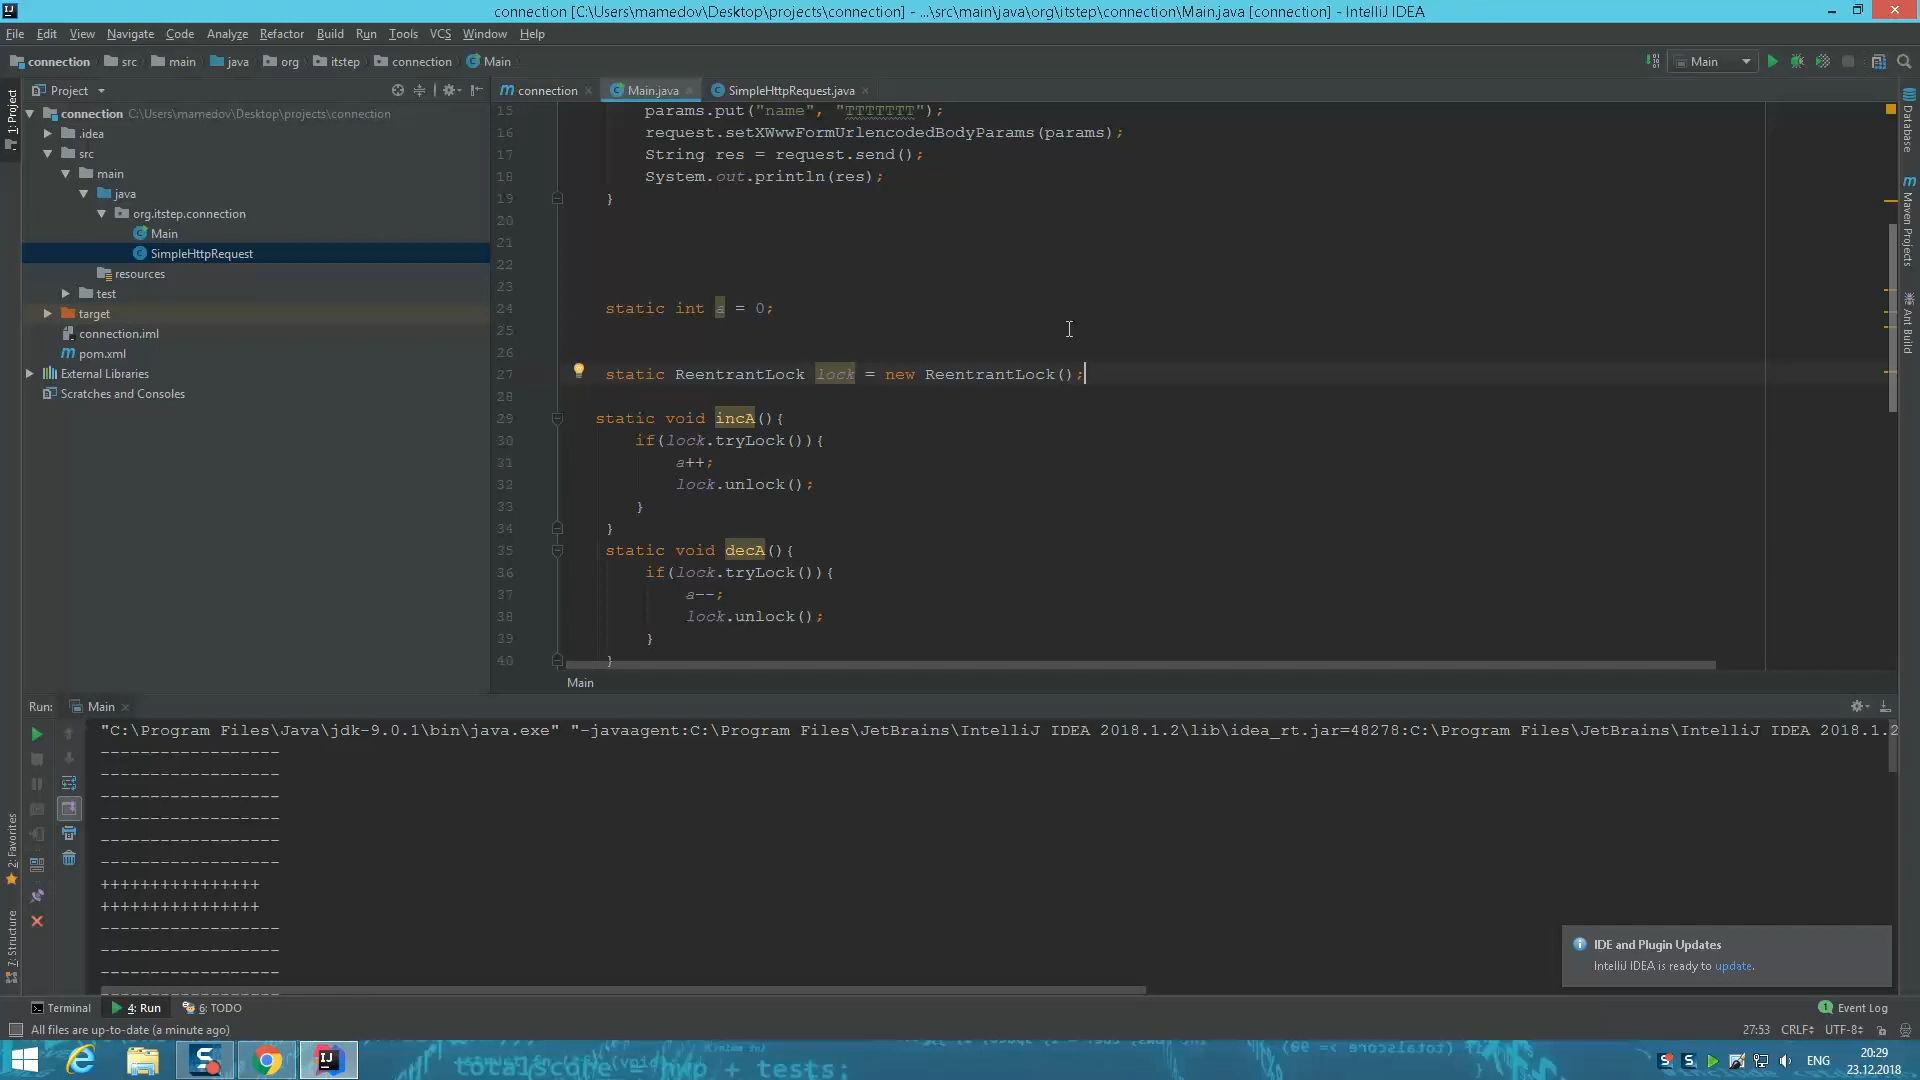 connection [C:\Users\mamedov\Desktop\projects\connection] - ...\src\main\java\org\itstep\connection\Main.java [connection] - IntelliJ IDEA
File Edit View Navigate Code Analyze Refactor Build Run Tools VCS Window Help
connection src main java org itstep connection Main
Main
Project
connection Main.java SimpleHttpRequest.java
1: Project
connection C:\Users\mamedov\Desktop\projects\connection
.idea
src
main
java
org.itstep.connection
Main
SimpleHttpRequest
resources
test
target
connection.iml
pom.xml
External Libraries
Scratches and Consoles
15 params.put("name", "TTTTTTT");
16 request.setXWwwFormUrlencodedBodyParams(params);
17 String res = request.send();
18 System.out.println(res);
19 }
20
21
22
23
24 static int a = 0;
25
26
27 static ReentrantLock lock = new ReentrantLock();
28
29 static void incA(){
30 if(lock.tryLock()){
31 a++;
32 lock.unlock();
33 }
34 }
35 static void decA(){
36 if(lock.tryLock()){
37 a--;
38 lock.unlock();
39 }
40 }
Main
Database
Maven Projects
Ant Build
Run: Main
"C:\Program Files\Java\jdk-9.0.1\bin\java.exe" "-javaagent:C:\Program Files\JetBrains\IntelliJ IDEA 2018.1.2\lib\idea_rt.jar=48278:C:\Program Files\JetBrains\IntelliJ IDEA 2018.1.2
------------------
------------------
------------------
------------------
------------------
------------------
++++++++++++++++
++++++++++++++++
------------------
------------------
------------------
------------------
2: Favorites
7: Structure
IDE and Plugin Updates
IntelliJ IDEA is ready to update.
Terminal 4: Run 6: TODO
1 Event Log
All files are up-to-date (a minute ago)
27:53 CRLF UTF-8
ENG
20:29
23.12.2018